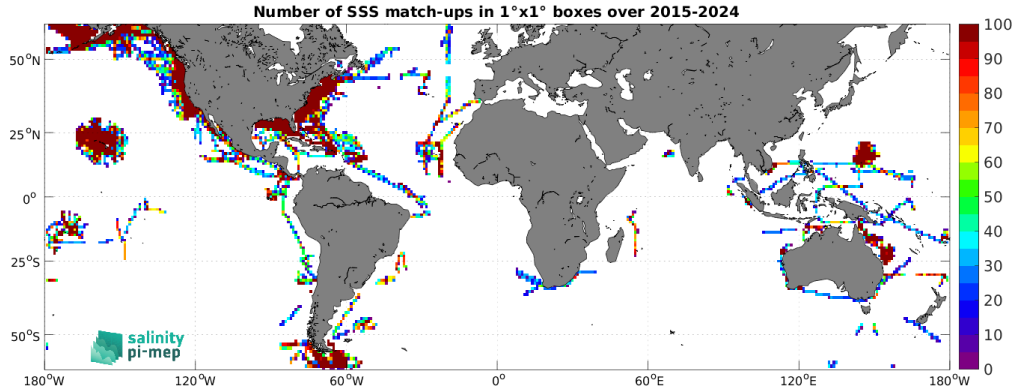 Number of SSS match-ups in 1°x1° boxes over 2015-2024
50°N
25°N
0°
25°S
50°S
180°W
120°W
60°W
0°
60°E
120°E
180°W
100
90
80
70
60
50
40
30
20
10
0
salinity
pi-mep